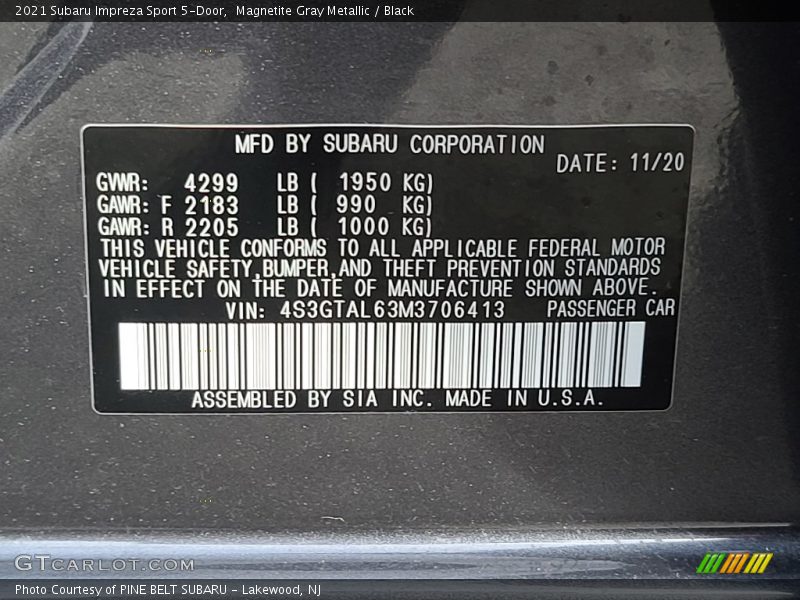 2021 Subaru Impreza Sport 5-Door,  Magnetite Gray Metallic / Black
MFD BY SUBARU CORPORATION
DATE: 11/20
GVWR: 4299 LB ( 1950 KG)
GAWR: F 2183 LB ( 990 KG)
GAWR: R 2205 LB ( 1000 KG)
THIS VEHICLE CONFORMS TO ALL APPLICABLE FEDERAL MOTOR
VEHICLE SAFETY,BUMPER,AND THEFT PREVENTION STANDARDS
IN EFFECT ON THE DATE OF MANUFACTURE SHOWN ABOVE.
VIN: 4S3GTAL63M3706413 PASSENGER CAR
ASSEMBLED BY SIA INC. MADE IN U.S.A.
GTCARLOT.COM
Photo Courtesy of PINE BELT SUBARU - Lakewood, NJ